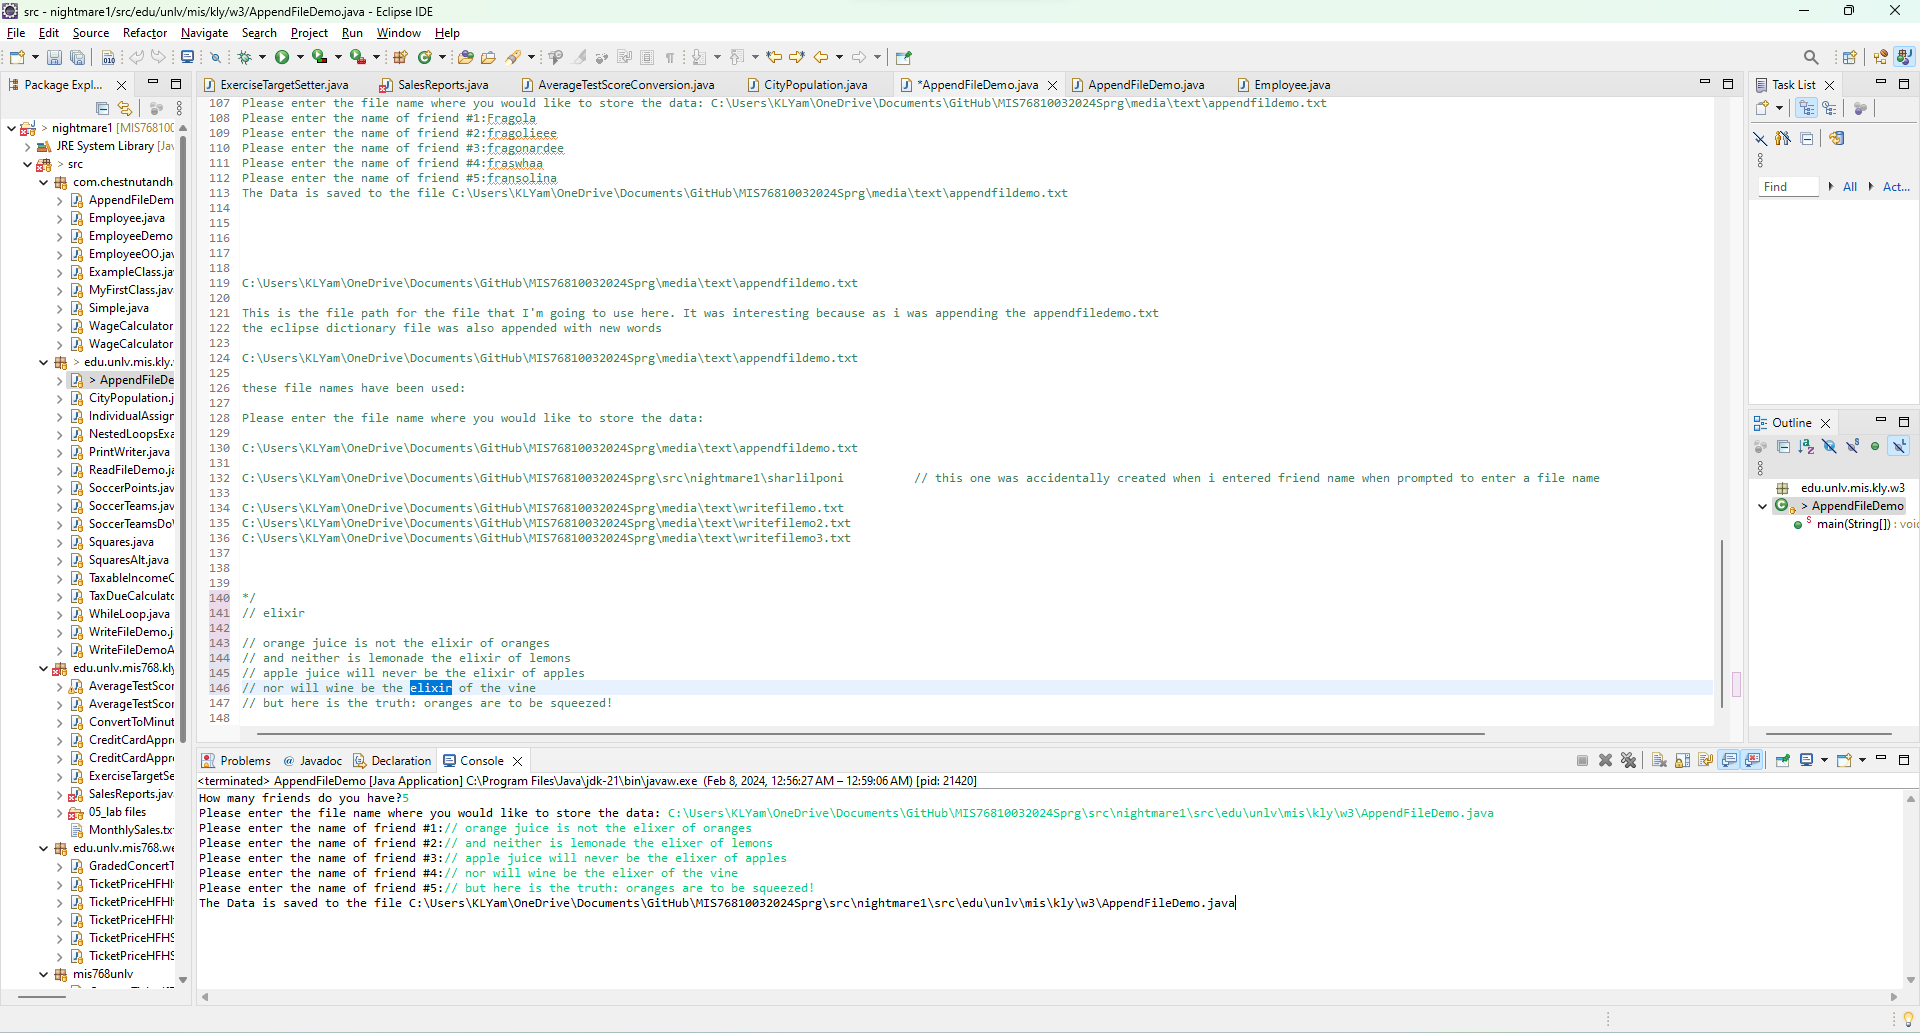 src - nightmare1/src/edu/unlv/mis/kly/w3/AppendFileDemo.java - Eclipse IDE
File Edit Source Refactor Navigate Search Project Run Window Help
Package Expl...
ExerciseTargetSetter.java SalesReports.java AverageTestScoreConversion.java CityPopulation.java *AppendFileDemo.java AppendFileDemo.java Employee.java
Task List
> nightmare1 [MIS76810(
JRE System Library [Jav
> src
com.chestnutandh
AppendFileDem
Employee.java
EmployeeDemo
EmployeeOO.jav
ExampleClass.ja
MyFirstClass.jav
Simple.java
WageCalculator
WageCalculator
> edu.unlv.mis.kly.
> AppendFileDe
CityPopulation.j
IndividualAssigr
NestedLoopsExa
PrintWriter.java
ReadFileDemo.ja
SoccerPoints.jav
SoccerTeams.jav
SoccerTeamsDo
Squares.java
SquaresAlt.java
TaxableIncomeC
TaxDueCalculatc
WhileLoop.java
WriteFileDemo.j
WriteFileDemoA
edu.unlv.mis768.kly
AverageTestScor
AverageTestScor
ConvertToMinut
CreditCardAppr
CreditCardAppr
ExerciseTargetSe
SalesReports.java
05_lab files
MonthlySales.tx
edu.unlv.mis768.we
GradedConcertT
TicketPriceHFHI
TicketPriceHFHI
TicketPriceHFHI
TicketPriceHFHS
TicketPriceHFHS
mis768unlv
107 Please enter the file name where you would like to store the data: C:\Users\KLYam\OneDrive\Documents\GitHub\MIS76810032024Sprg\media\text\appendfildemo.txt
108 Please enter the name of friend #1:Fragola
109 Please enter the name of friend #2:fragolieee
110 Please enter the name of friend #3:fragonardee
111 Please enter the name of friend #4:fraswhaa
112 Please enter the name of friend #5:fransolina
113 The Data is saved to the file C:\Users\KLYam\OneDrive\Documents\GitHub\MIS76810032024Sprg\media\text\appendfildemo.txt
114
115
116
117
118
119 C:\Users\KLYam\OneDrive\Documents\GitHub\MIS76810032024Sprg\media\text\appendfildemo.txt
120
121 This is the file path for the file that I'm going to use here. It was interesting because as i was appending the appendfiledemo.txt
122 the eclipse dictionary file was also appended with new words
123
124 C:\Users\KLYam\OneDrive\Documents\GitHub\MIS76810032024Sprg\media\text\appendfildemo.txt
125
126 these file names have been used:
127
128 Please enter the file name where you would like to store the data:
129
130 C:\Users\KLYam\OneDrive\Documents\GitHub\MIS76810032024Sprg\media\text\appendfildemo.txt
131
132 C:\Users\KLYam\OneDrive\Documents\GitHub\MIS76810032024Sprg\src\nightmare1\sharlilponi // this one was accidentally created when i entered friend name when prompted to enter a file name
133
134 C:\Users\KLYam\OneDrive\Documents\GitHub\MIS76810032024Sprg\media\text\writefilemo.txt
135 C:\Users\KLYam\OneDrive\Documents\GitHub\MIS76810032024Sprg\media\text\writefilemo2.txt
136 C:\Users\KLYam\OneDrive\Documents\GitHub\MIS76810032024Sprg\media\text\writefilemo3.txt
137
138
139
140 */
141 // elixir
142
143 // orange juice is not the elixir of oranges
144 // and neither is lemonade the elixir of lemons
145 // apple juice will never be the elixir of apples
146 // nor will wine be the elixir of the vine
147 // but here is the truth: oranges are to be squeezed!
148
Find All Act...
Outline
edu.unlv.mis.kly.w3
> AppendFileDemo
main(String[]) : voic
Problems @ Javadoc Declaration Console
<terminated> AppendFileDemo [Java Application] C:\Program Files\Java\jdk-21\bin\javaw.exe (Feb 8, 2024, 12:56:27 AM – 12:59:06 AM) [pid: 21420]
How many friends do you have?5
Please enter the file name where you would like to store the data: C:\Users\KLYam\OneDrive\Documents\GitHub\MIS76810032024Sprg\src\nightmare1\src\edu\unlv\mis\kly\w3\AppendFileDemo.java
Please enter the name of friend #1:// orange juice is not the elixer of oranges
Please enter the name of friend #2:// and neither is lemonade the elixer of lemons
Please enter the name of friend #3:// apple juice will never be the elixer of apples
Please enter the name of friend #4:// nor will wine be the elixer of the vine
Please enter the name of friend #5:// but here is the truth: oranges are to be squeezed!
The Data is saved to the file C:\Users\KLYam\OneDrive\Documents\GitHub\MIS76810032024Sprg\src\nightmare1\src\edu\unlv\mis\kly\w3\AppendFileDemo.java